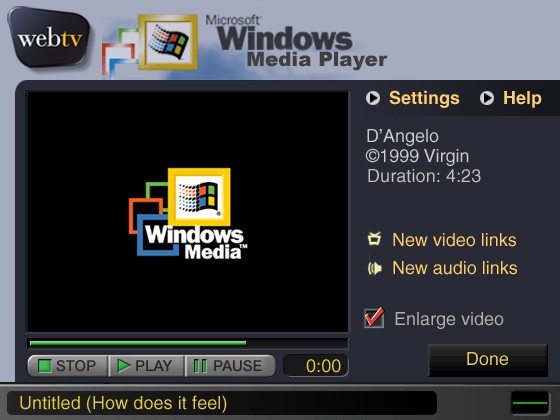 webtv
Microsoft®
Windows
Media Player
Settings
Help
D'Angelo
©1999 Virgin
Duration: 4:23
Windows
Media™
New video links
New audio links
Enlarge video
STOP
PLAY
PAUSE
0:00
Done
Untitled (How does it feel)